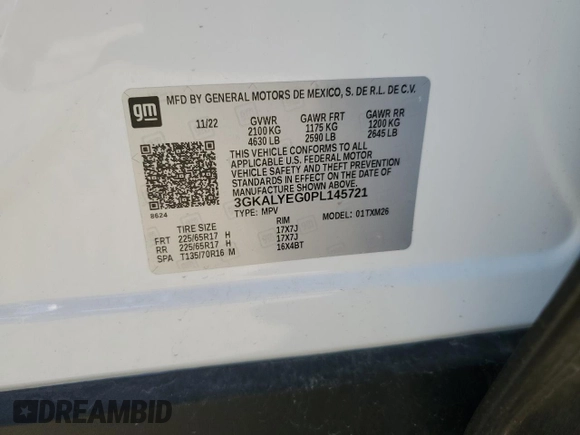 gm
MFD BY GENERAL MOTORS DE MEXICO, S. DE R.L. DE C.V.
11/22 GVWR GAWR FRT GAWR RR
2100 KG 1175 KG 1200 KG
4630 LB 2590 LB 2645 LB
THIS VEHICLE CONFORMS TO ALL
APPLICABLE U.S. FEDERAL MOTOR
VEHICLE SAFETY AND THEFT PREVENTION
STANDARDS IN EFFECT ON THE DATE OF
MANUFACTURE SHOWN ABOVE.
3GKALYEG0PL145721
8624
TYPE: MPV MODEL: 01TXM26
TIRE SIZE RIM
FRT 225/65R17 H 17X7J
RR 225/65R17 H 17X7J
SPA T135/70R16 M 16X4BT
DREAMBID